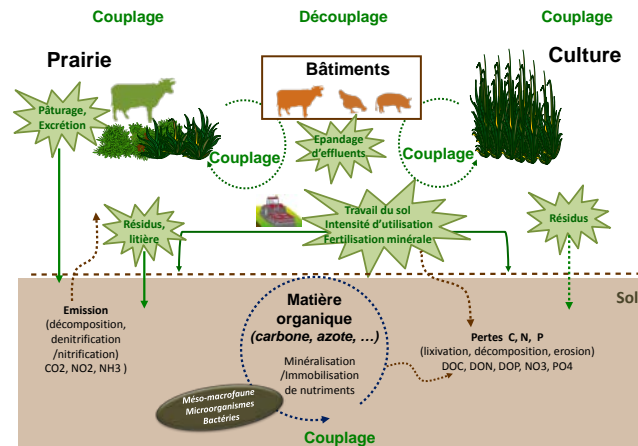 Couplage
Découplage
Couplage
Prairie
Bâtiments
Culture
Pâturage,
Excrétion
Couplage
Epandage
d'effluents
Couplage
Résidus,
litière
Travail du sol
Intensité d'utilisation
Fertilisation minérale
Résidus
Sol
Emission
(décomposition,
denitrification
/nitrification)
CO2, NO2, NH3 )
Matière
organique
(carbone, azote, ...)
Minéralisation
/Immobilisation
de nutriments
Pertes C, N, P
(lixivation, décomposition, erosion)
DOC, DON, DOP, NO3, PO4
Méso-macrofaune
Microorganismes
Bactéries
Couplage